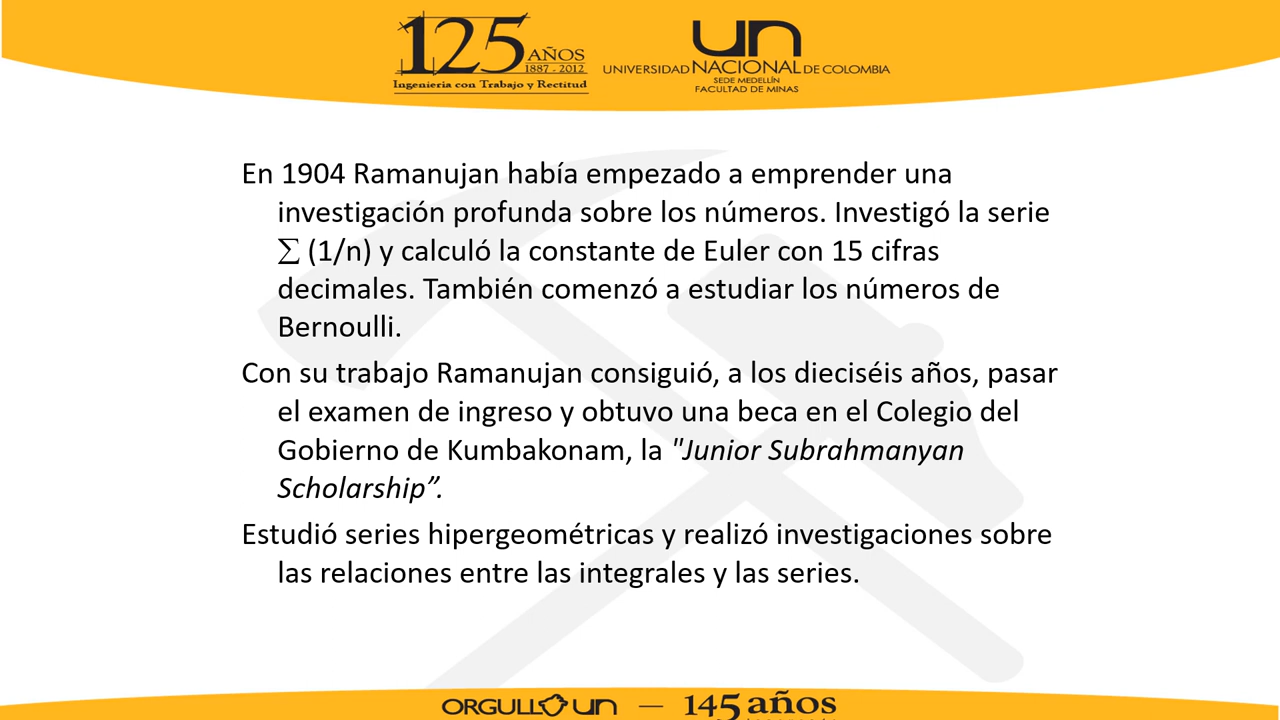 125 AÑOS
1887 - 2012
Ingeniería con Trabajo y Rectitud
un
UNIVERSIDAD NACIONAL DE COLOMBIA
SEDE MEDELLÍN
FACULTAD DE MINAS
En 1904 Ramanujan había empezado a emprender una
investigación profunda sobre los números. Investigó la serie
∑ (1/n) y calculó la constante de Euler con 15 cifras
decimales. También comenzó a estudiar los números de
Bernoulli.
Con su trabajo Ramanujan consiguió, a los dieciséis años, pasar
el examen de ingreso y obtuvo una beca en el Colegio del
Gobierno de Kumbakonam, la "Junior Subrahmanyan
Scholarship”.
Estudió series hipergeométricas y realizó investigaciones sobre
las relaciones entre las integrales y las series.
ORGULLO un — 145 años